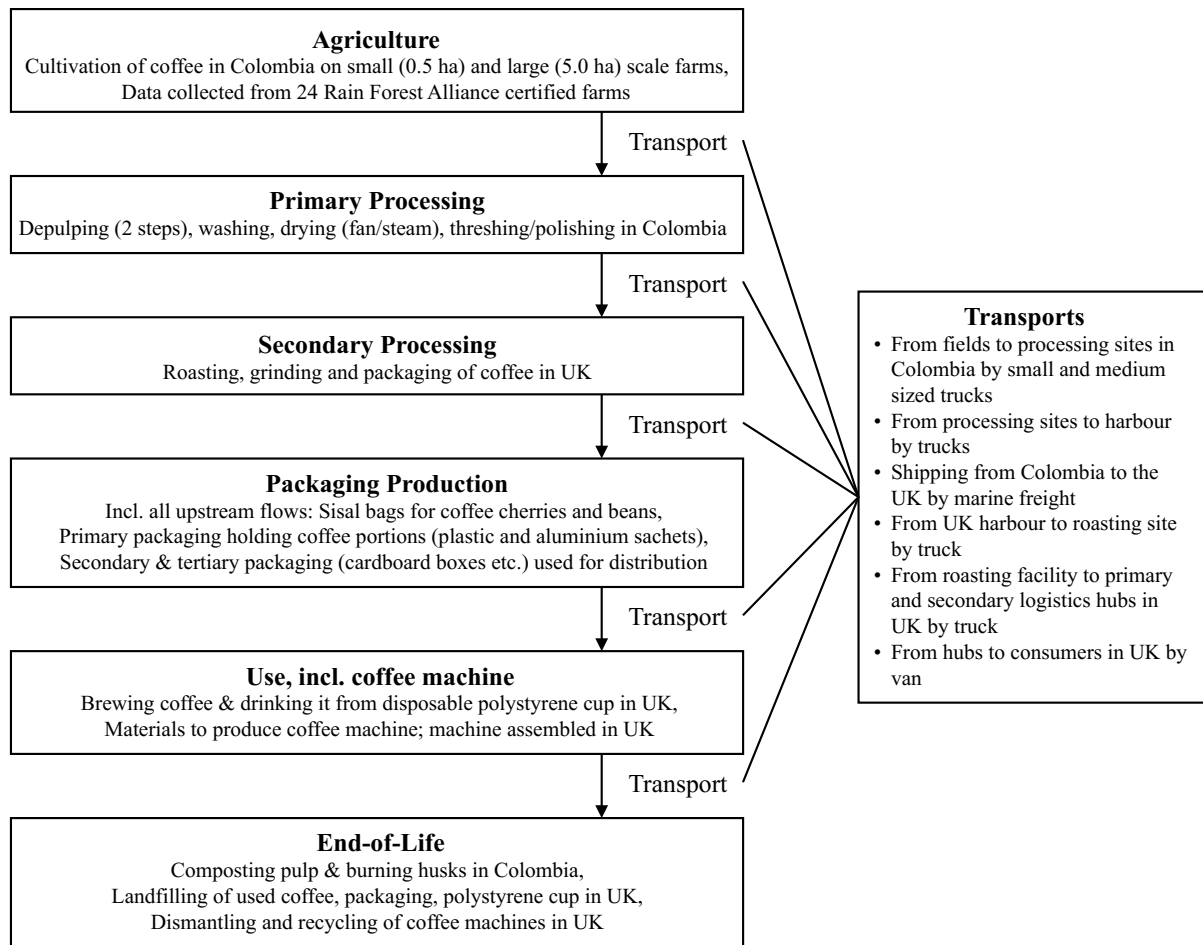 Agriculture
Cultivation of coffee in Colombia on small (0.5 ha) and large (5.0 ha) scale farms,
Data collected from 24 Rain Forest Alliance certified farms
Transport
Primary Processing
Depulping (2 steps), washing, drying (fan/steam), threshing/polishing in Colombia
Transport
Secondary Processing
Roasting, grinding and packaging of coffee in UK
Transport
Packaging Production
Incl. all upstream flows: Sisal bags for coffee cherries and beans,
Primary packaging holding coffee portions (plastic and aluminium sachets),
Secondary & tertiary packaging (cardboard boxes etc.) used for distribution
Transport
Use, incl. coffee machine
Brewing coffee & drinking it from disposable polystyrene cup in UK,
Materials to produce coffee machine; machine assembled in UK
Transport
End-of-Life
Composting pulp & burning husks in Colombia,
Landfilling of used coffee, packaging, polystyrene cup in UK,
Dismantling and recycling of coffee machines in UK
Transports
• From fields to processing sites in
Colombia by small and medium
sized trucks
• From processing sites to harbour
by trucks
• Shipping from Colombia to the
UK by marine freight
• From UK harbour to roasting site
by truck
• From roasting facility to primary
and secondary logistics hubs in
UK by truck
• From hubs to consumers in UK by
van